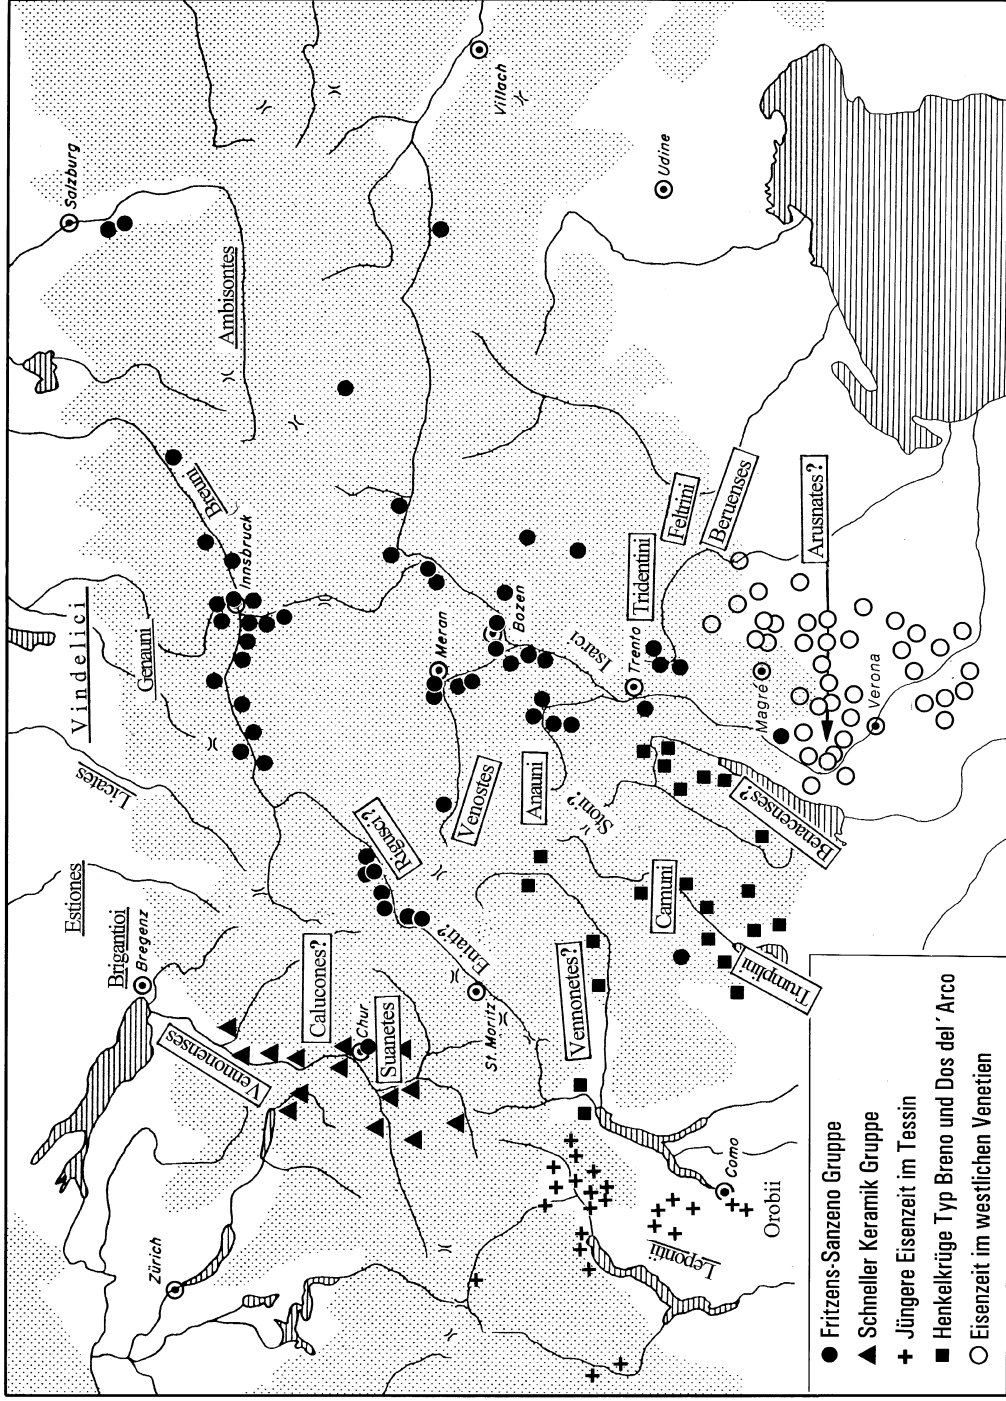 Salzburg
Villach
Udine
Ambisontes
Breuni
Innsbruck
Genauni
Vindelici
Licates
Estiones
Brigantioi
Bregenz
Vennonenses
Zürich
Calucones?
Chur
Suanetes
Rigusci?
Eniati?
St. Moritz
Meran
Venostes
Bozen
Isarci
Anauni
Trento
Tridentini
Feltrini
Beruenses
Stoni?
Magré
Verona
Arusnates?
Benacenses?
Camuni
Trumplini
Vennonetes?
Como
Orobii
Lepontii
Fritzens-Sanzeno Gruppe
Schneller Keramik Gruppe
Jüngere Eisenzeit im Tessin
Henkelkrüge Typ Breno und Dos del' Arco
Eisenzeit im westlichen Venetien